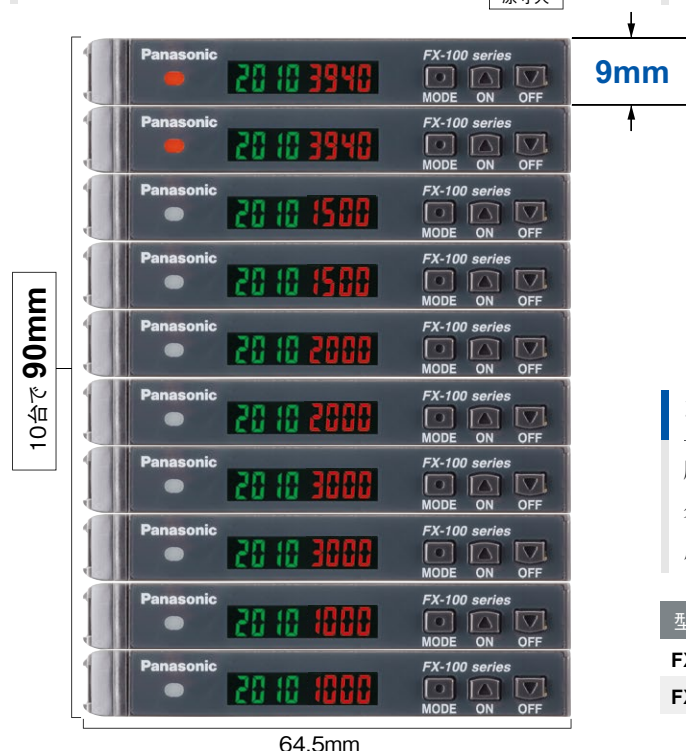 Panasonic FX-100 series
2010 3940
MODE ON OFF
9mm
Panasonic FX-100 series
2010 3940
MODE ON OFF
Panasonic FX-100 series
2010 1500
MODE ON OFF
Panasonic FX-100 series
2010 1500
MODE ON OFF
Panasonic FX-100 series
2010 2000
MODE ON OFF
Panasonic FX-100 series
2010 2000
MODE ON OFF
Panasonic FX-100 series
2010 3000
MODE ON OFF
Panasonic FX-100 series
2010 3000
MODE ON OFF
Panasonic FX-100 series
2010 1000
MODE ON OFF
Panasonic FX-100 series
2010 1000
MODE ON OFF
10台で 90mm
64.5mm
型
FX
FX